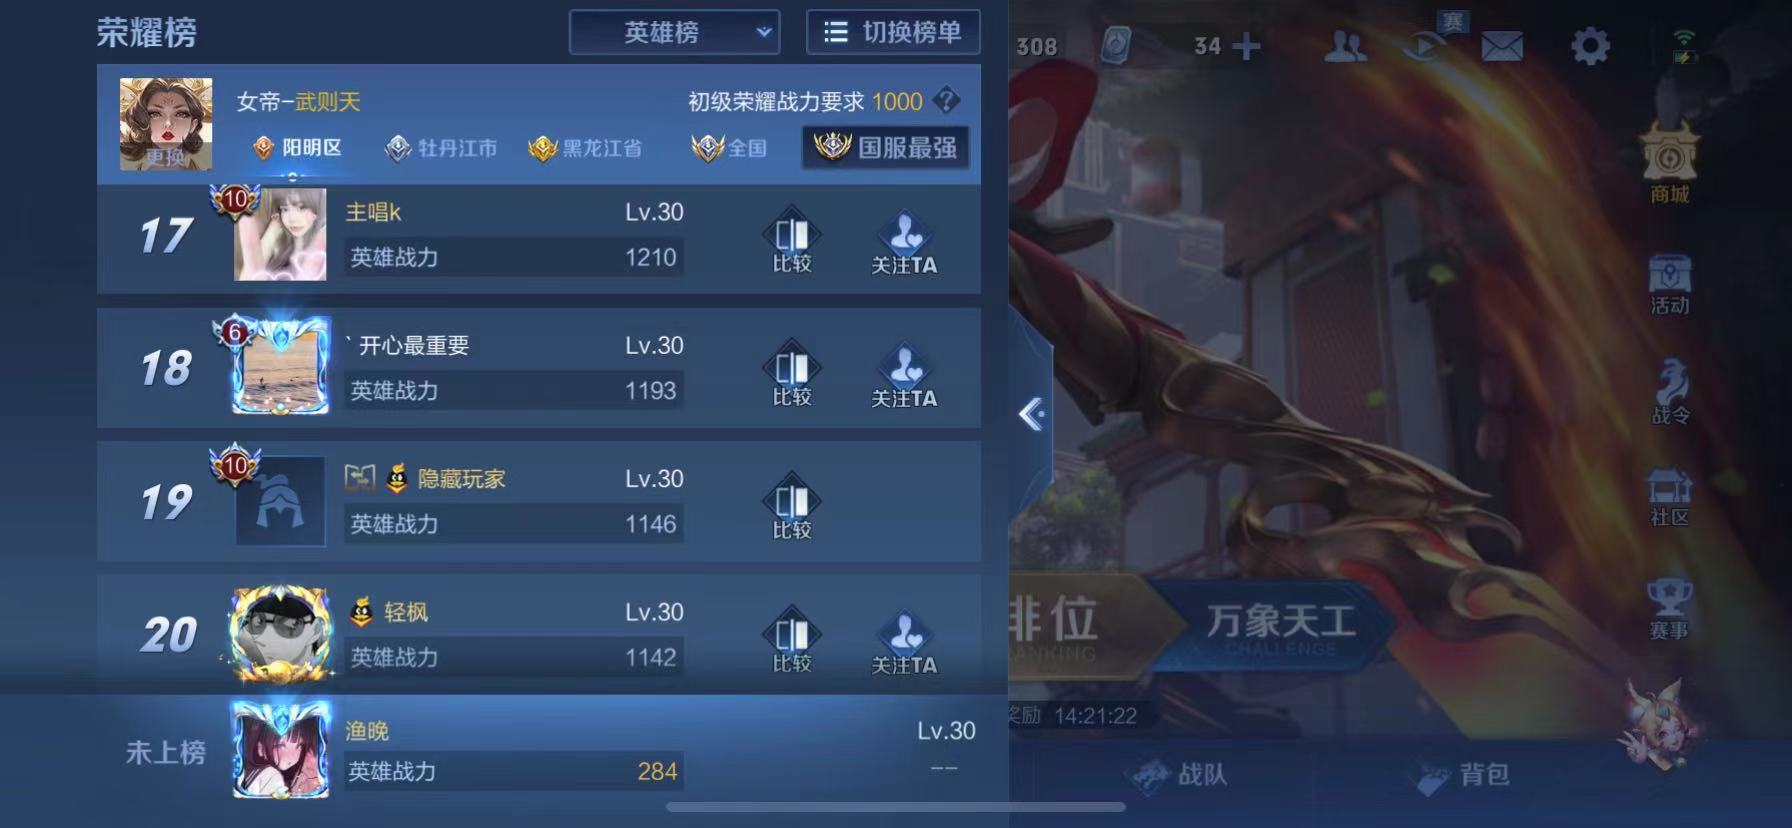 荣耀榜
英雄榜
切换榜单
308
34
赛
更换
女帝-武则天
初级荣耀战力要求 1000 ?
阳明区
牡丹江市
黑龙江省
全国
国服最强
17
10
主唱k
Lv.30
英雄战力
1210
比较
关注TA
18
6
` 开心最重要
Lv.30
英雄战力
1193
比较
关注TA
19
10
隐藏玩家
Lv.30
英雄战力
1146
比较
20
轻枫
Lv.30
英雄战力
1142
比较
关注TA
未上榜
渔晚
Lv.30
英雄战力
284
--
商城
活动
战令
社区
赛事
排位
RANKING
万象天工
CHALLENGE
奖励 14:21:22
战队
背包